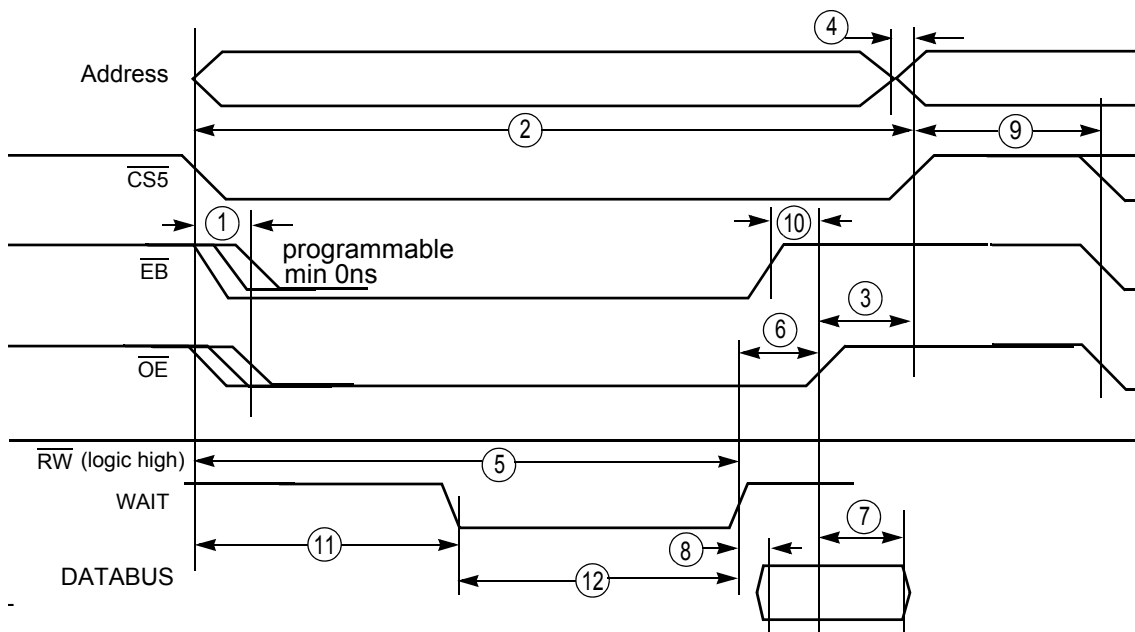 4
Address
2
9
CS5
1
10
programmable
min 0ns
EB
3
6
OE
RW (logic high)
5
WAIT
7
11
8
12
DATABUS